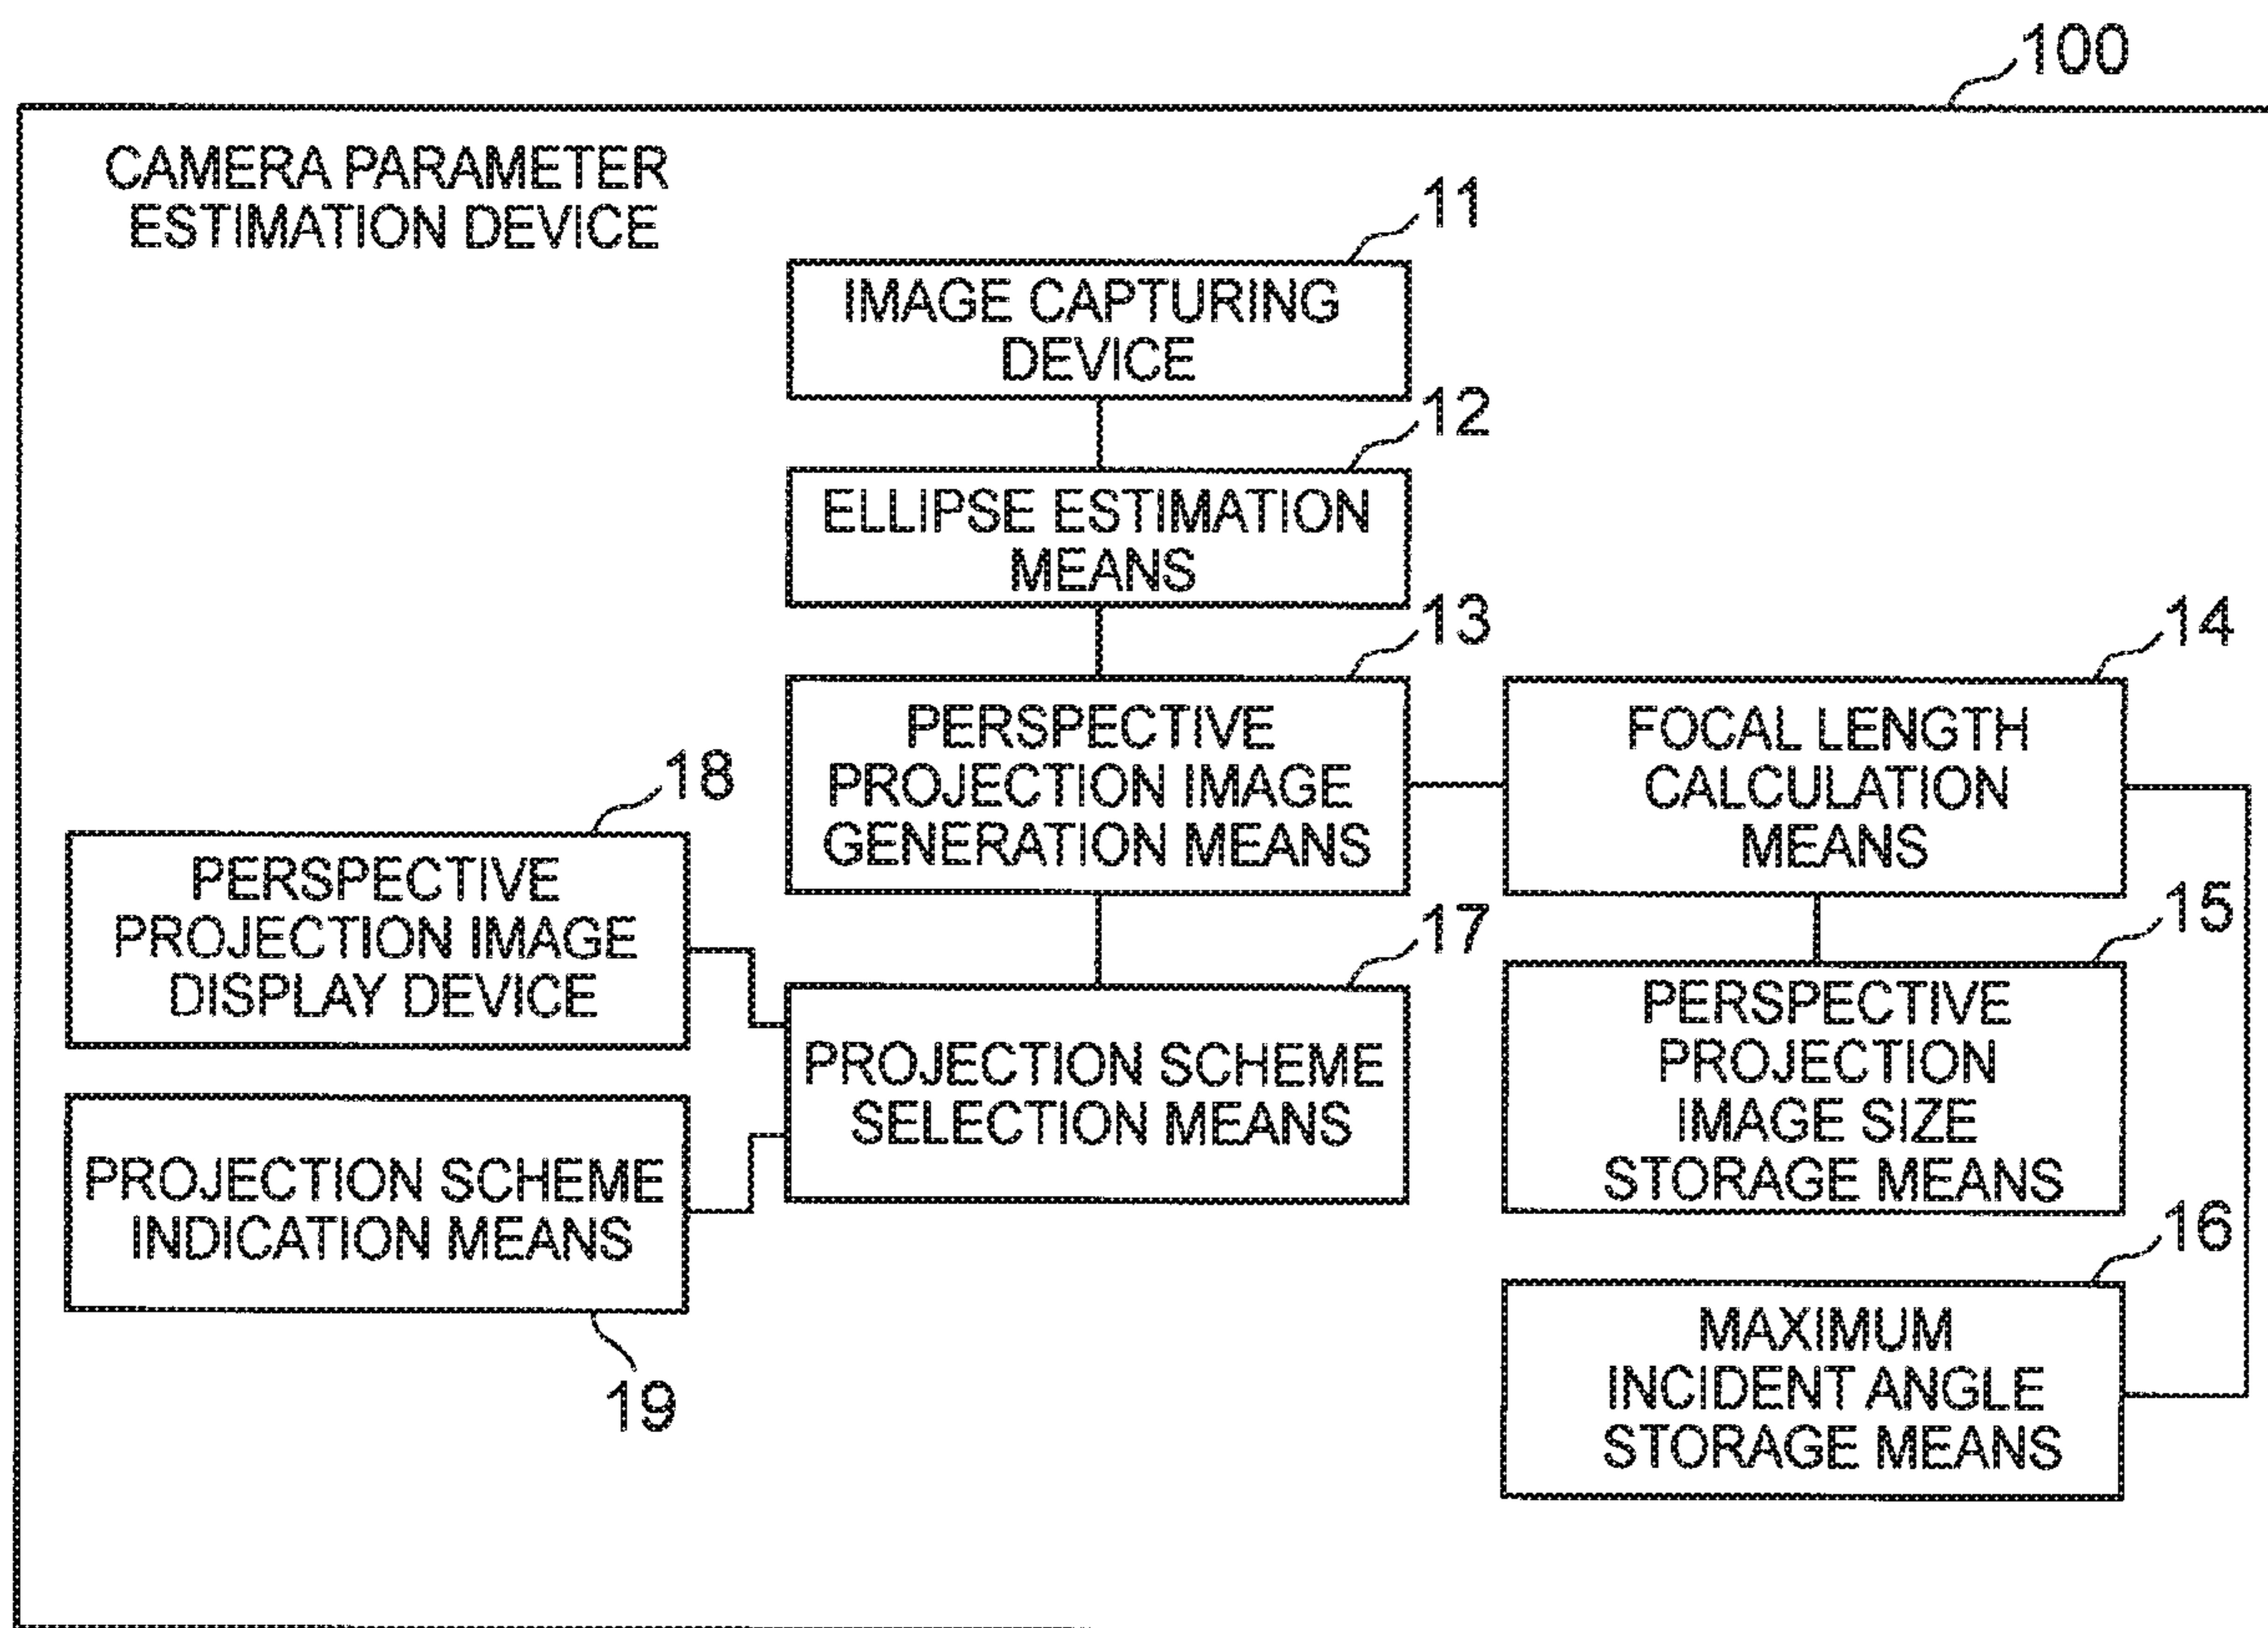 100
CAMERA PARAMETER
ESTIMATION DEVICE
11
IMAGE CAPTURING
DEVICE
12
ELLIPSE ESTIMATION
MEANS
13
PERSPECTIVE
PROJECTION IMAGE
GENERATION MEANS
14
FOCAL LENGTH
CALCULATION
MEANS
18
PERSPECTIVE
PROJECTION IMAGE
DISPLAY DEVICE
17
PROJECTION SCHEME
SELECTION MEANS
15
PERSPECTIVE
PROJECTION
IMAGE SIZE
STORAGE MEANS
PROJECTION SCHEME
INDICATION MEANS
19
16
MAXIMUM
INCIDENT ANGLE
STORAGE MEANS